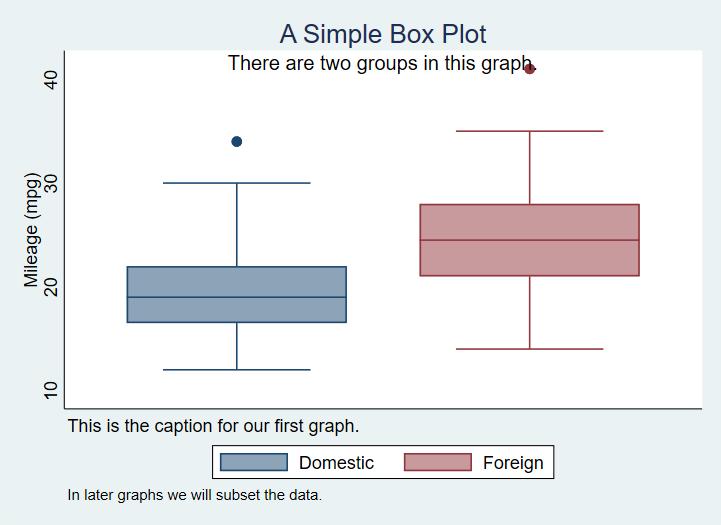 A Simple Box Plot
There are two groups in this graph.
Mileage (mpg)
40
30
20
10
This is the caption for our first graph.
Domestic Foreign
In later graphs we will subset the data.